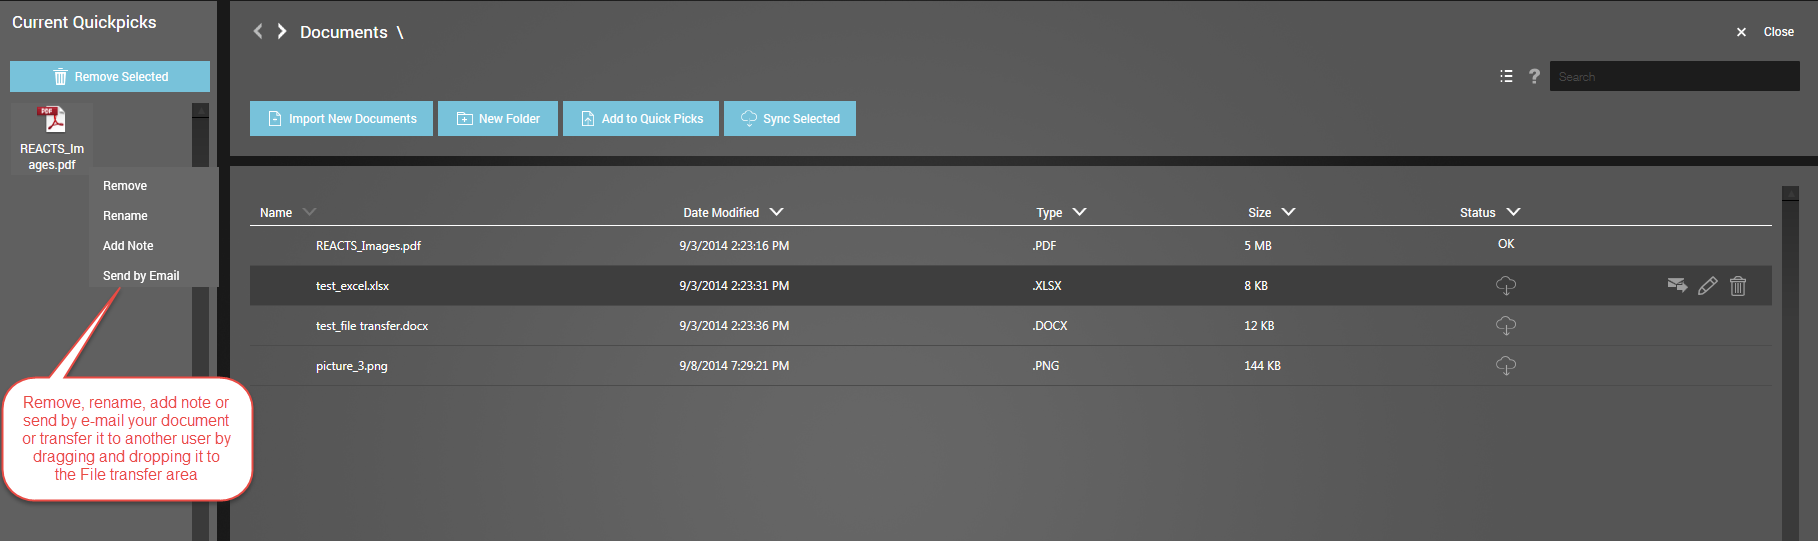 Current Quickpicks
Remove Selected
PDF
REACTS_Im
ages.pdf
Remove
Rename
Add Note
Send by Email
Remove, rename, add note or
send by e-mail your document
or transfer it to another user by
dragging and dropping it to
the File transfer area
Documents \
× Close
? Search
Import New Documents New Folder Add to Quick Picks Sync Selected
Name Date Modified Type Size Status
REACTS_Images.pdf 9/3/2014 2:23:16 PM .PDF 5 MB OK
test_excel.xlsx 9/3/2014 2:23:31 PM .XLSX 8 KB
test_file transfer.docx 9/3/2014 2:23:36 PM .DOCX 12 KB
picture_3.png 9/8/2014 7:29:21 PM .PNG 144 KB